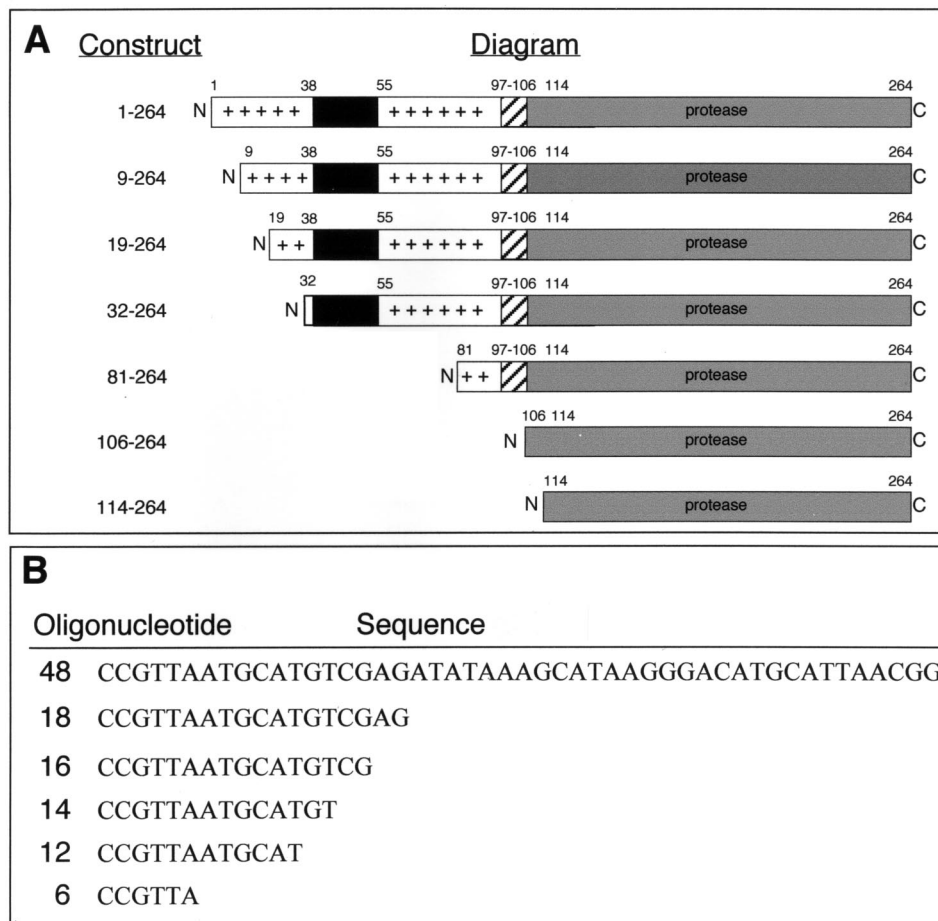 A Construct Diagram
1 38 55 97-106 114 264
1-264 N + + + + + + + + + + + protease C
9 38 55 97-106 114 264
9-264 N + + + + + + + + + + protease C
19 38 55 97-106 114 264
19-264 N + + + + + + + + protease C
32 55 97-106 114 264
32-264 N + + + + + + protease C
81 97-106 114 264
81-264 N + + protease C
106 114 264
106-264 N protease C
114 264
114-264 N protease C
B
Oligonucleotide Sequence
48 CCGTTAATGCATGTCGAGATATAAAGCATAAGGGACATGCATTAACGG
18 CCGTTAATGCATGTCGAG
16 CCGTTAATGCATGTCG
14 CCGTTAATGCATGT
12 CCGTTAATGCAT
6 CCGTTA